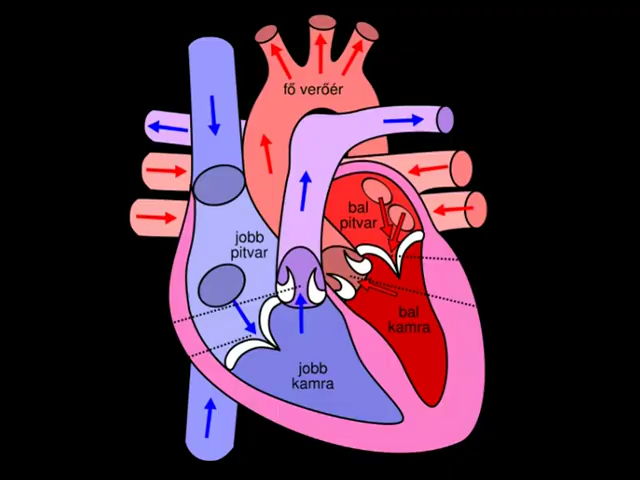 fő verőér
bal
pitvar
jobb
pitvar
bal
kamra
jobb
kamra